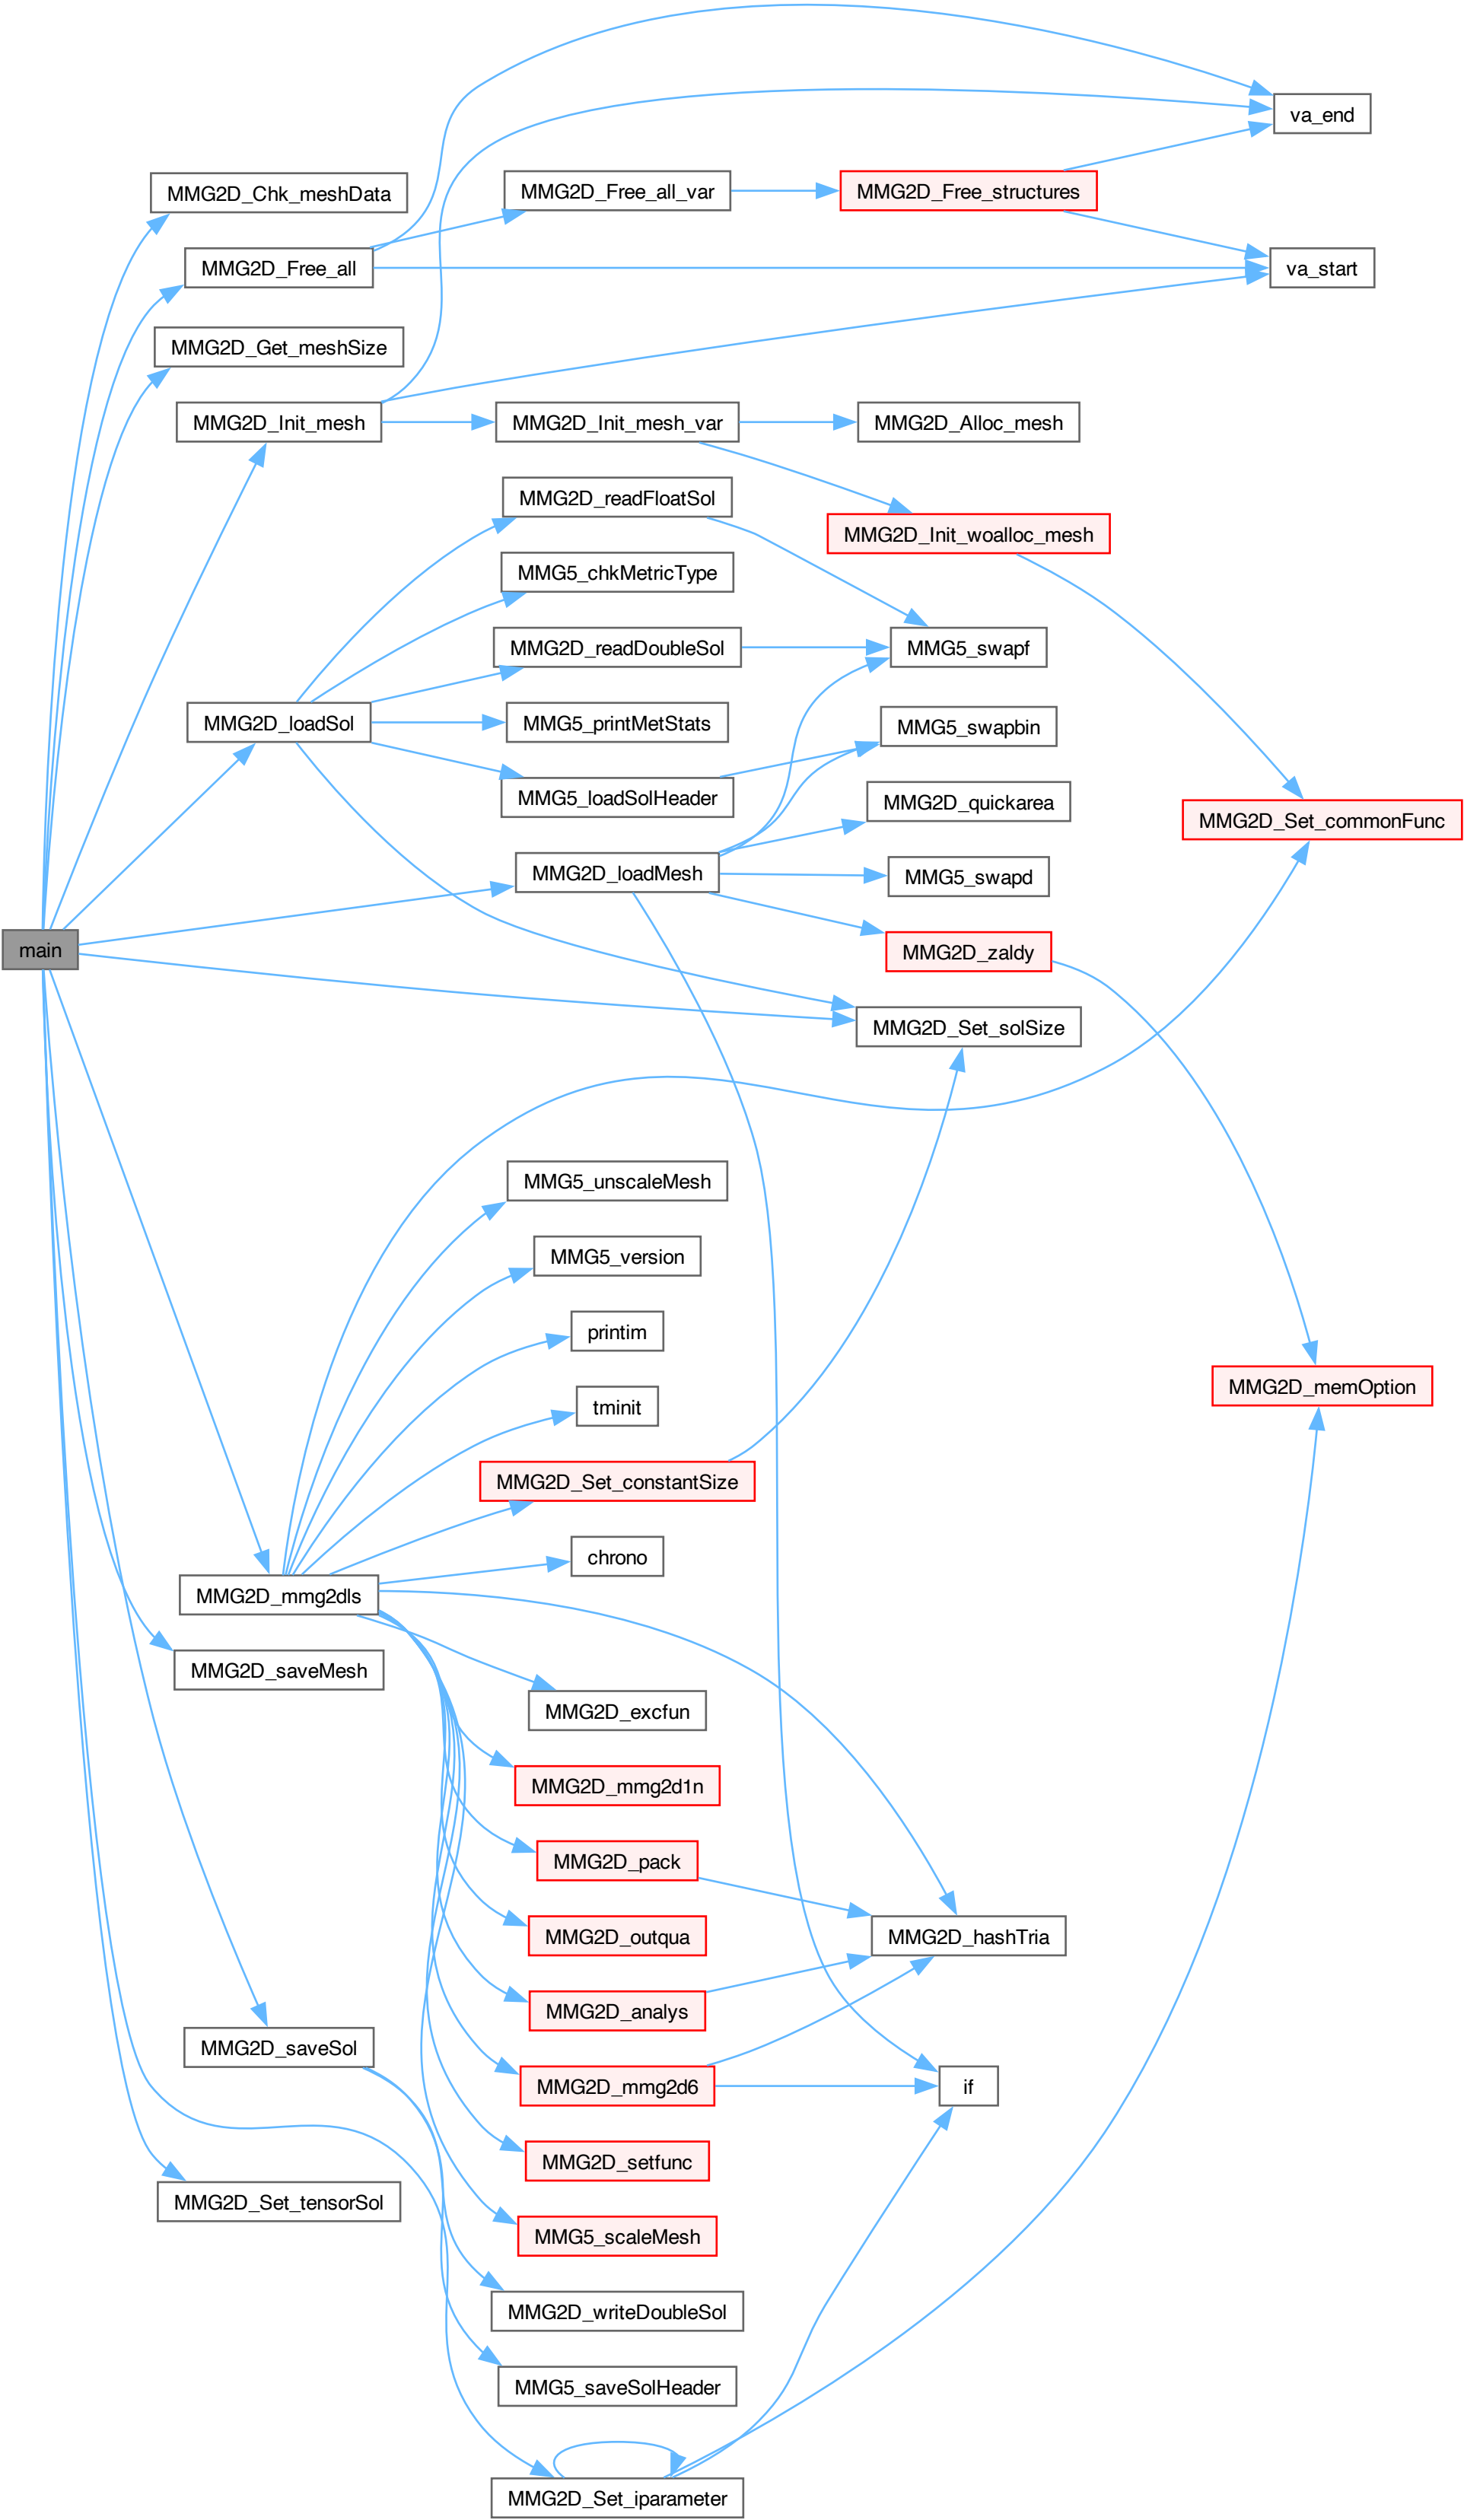 va_end
MMG2D_Chk_meshData
MMG2D_Free_all_var
MMG2D_Free_structures
MMG2D_Free_all
va_start
MMG2D_Get_meshSize
MMG2D_Init_mesh
MMG2D_Init_mesh_var
MMG2D_Alloc_mesh
MMG2D_readFloatSol
MMG2D_Init_woalloc_mesh
MMG5_chkMetricType
MMG2D_readDoubleSol
MMG5_swapf
MMG2D_loadSol
MMG5_printMetStats
MMG5_swapbin
MMG5_loadSolHeader
MMG2D_quickarea
MMG2D_Set_commonFunc
MMG2D_loadMesh
MMG5_swapd
main
MMG2D_zaldy
MMG2D_Set_solSize
MMG5_unscaleMesh
MMG5_version
printim
MMG2D_memOption
tminit
MMG2D_Set_constantSize
chrono
MMG2D_mmg2dls
MMG2D_saveMesh
MMG2D_excfun
MMG2D_mmg2d1n
MMG2D_pack
MMG2D_outqua
MMG2D_hashTria
MMG2D_analys
MMG2D_saveSol
MMG2D_mmg2d6
if
MMG2D_setfunc
MMG2D_Set_tensorSol
MMG5_scaleMesh
MMG2D_writeDoubleSol
MMG5_saveSolHeader
MMG2D_Set_iparameter